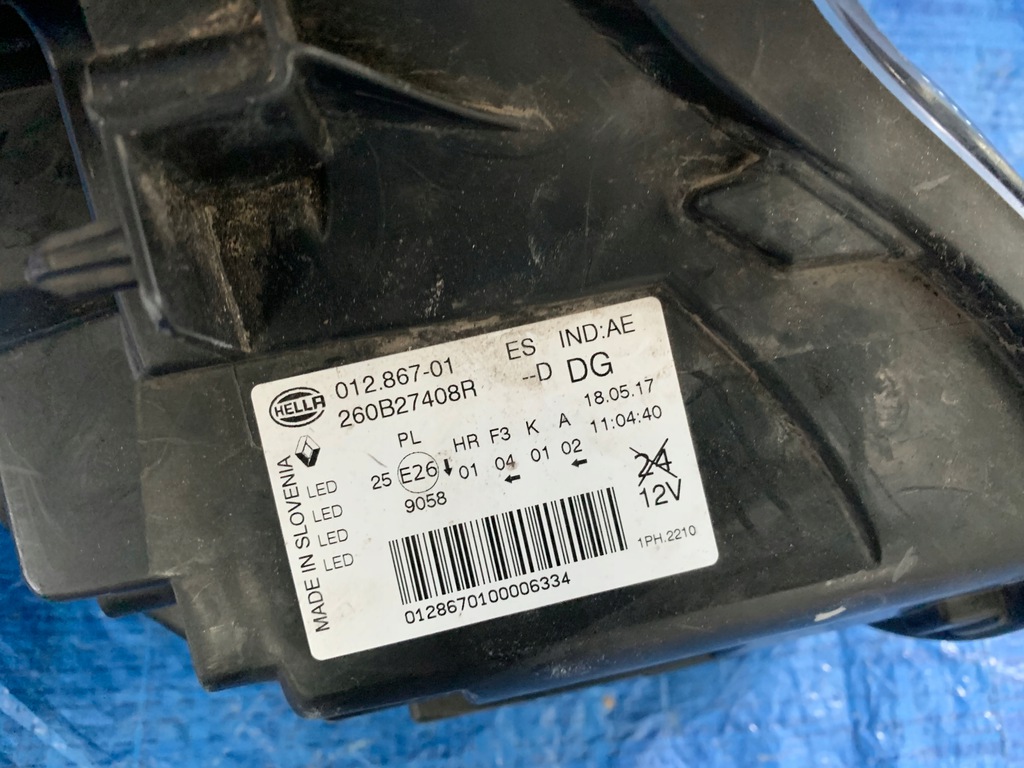 HELLA 012.867-01 ES IND:AE
260B27408R --D DG
18.05.17
11:04:40
PL HR F3 K A
25 E26 01 04 01 02
9058
24
12V
LED
LED
LED
LED
MADE IN SLOVENIA
1PH.2210
0128670100006334